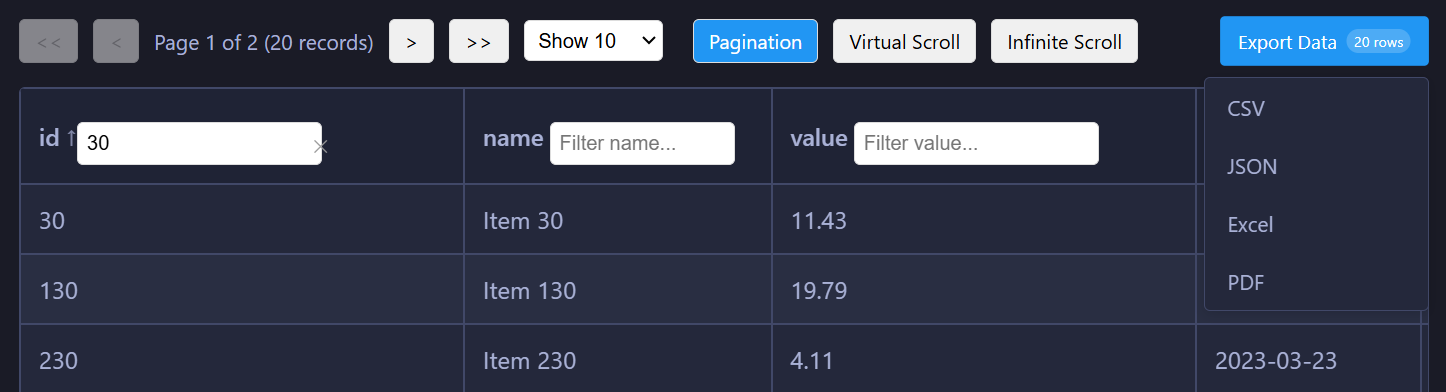 << < Page 1 of 2 (20 records) > >> Show 10 Pagination Virtual Scroll Infinite Scroll Export Data 20 rows
CSV
JSON
Excel
PDF
id ↑ 30 × name Filter name... value Filter value...
30 Item 30 11.43
130 Item 130 19.79
230 Item 230 4.11 2023-03-23